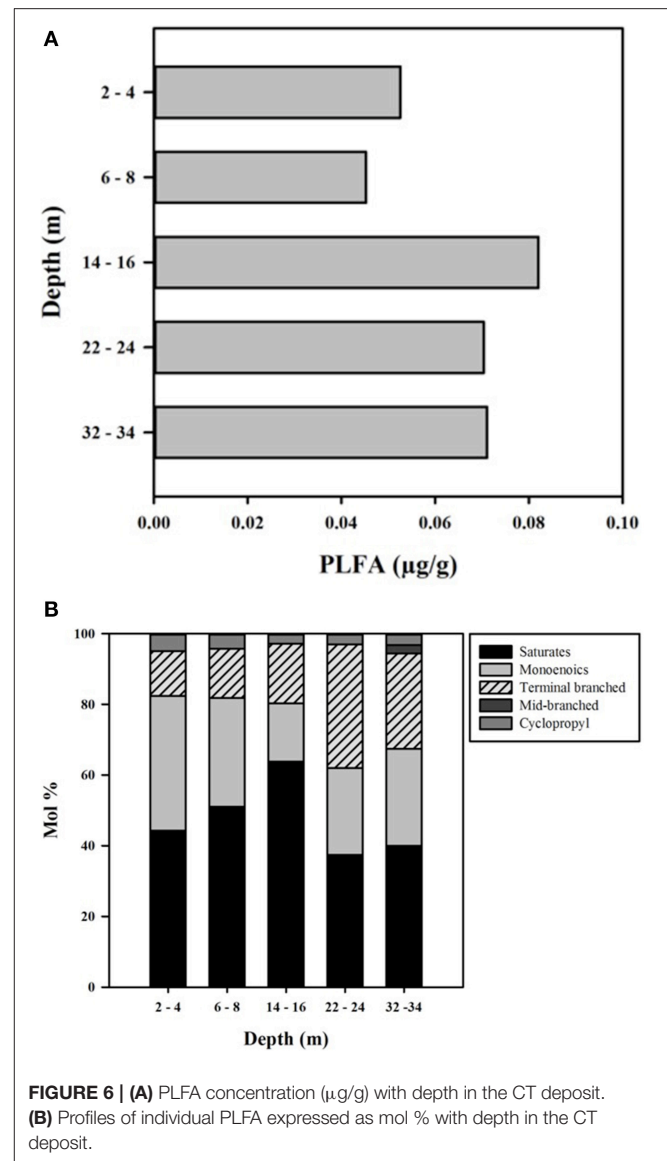 A
Depth (m)
2 - 4
6 - 8
14 - 16
22 - 24
32 - 34
0.00 0.02 0.04 0.06 0.08 0.10
PLFA (µg/g)
B
Mol %
100
80
60
40
20
0
2 - 4 6 - 8 14 - 16 22 - 24 32 -34
Depth (m)
Saturates
Monoenoics
Terminal branched
Mid-branched
Cyclopropyl
FIGURE 6 | (A) PLFA concentration (µg/g) with depth in the CT deposit.
(B) Profiles of individual PLFA expressed as mol % with depth in the CT
deposit.